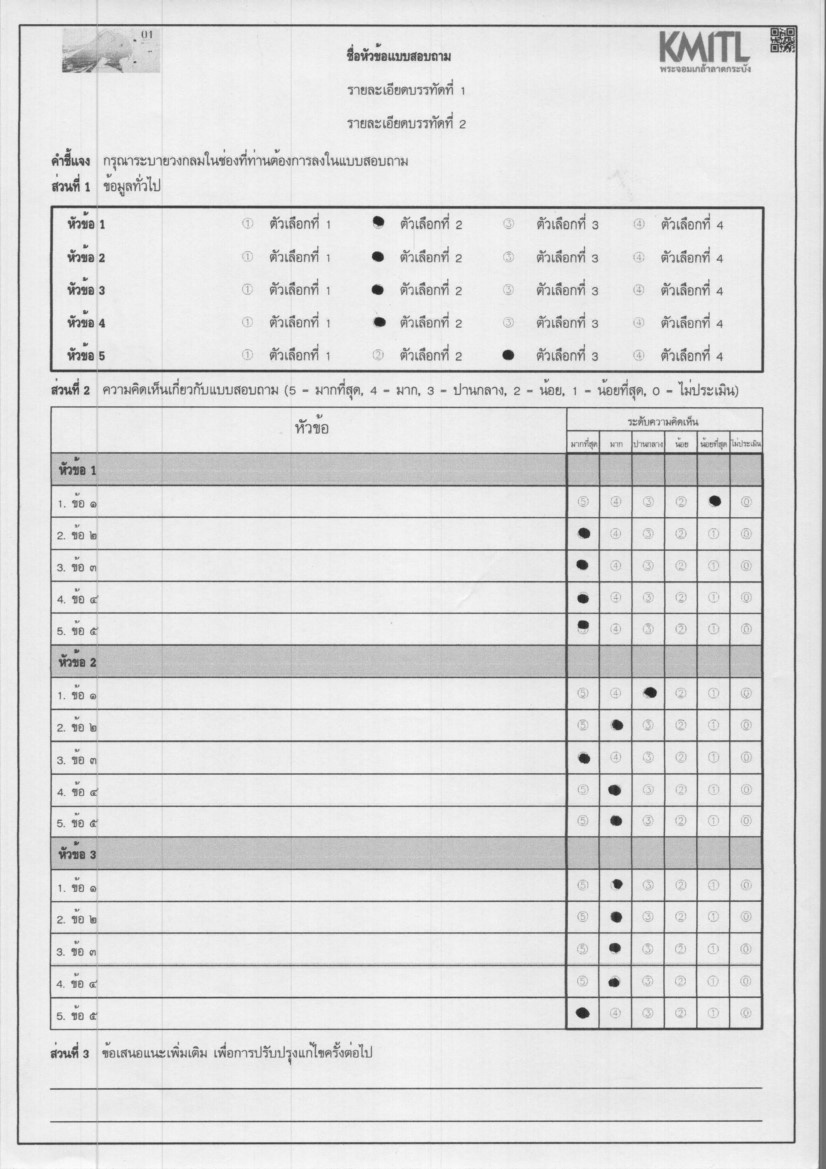 01
ชื่อหัวข้อแบบสอบถาม
KMITL
พระจอมเกล้าลาดกระบัง
รายละเอียดบรรทัดที่ 1
รายละเอียดบรรทัดที่ 2
คำชี้แจง กรุณาระบายวงกลมในช่องที่ท่านต้องการลงในแบบสอบถาม
ส่วนที่ 1 ข้อมูลทั่วไป
หัวข้อ 1 ① ตัวเลือกที่ 1 ตัวเลือกที่ 2 ③ ตัวเลือกที่ 3 ④ ตัวเลือกที่ 4
หัวข้อ 2 ① ตัวเลือกที่ 1 ตัวเลือกที่ 2 ③ ตัวเลือกที่ 3 ④ ตัวเลือกที่ 4
หัวข้อ 3 ① ตัวเลือกที่ 1 ตัวเลือกที่ 2 ③ ตัวเลือกที่ 3 ④ ตัวเลือกที่ 4
หัวข้อ 4 ① ตัวเลือกที่ 1 ตัวเลือกที่ 2 ③ ตัวเลือกที่ 3 ④ ตัวเลือกที่ 4
หัวข้อ 5 ① ตัวเลือกที่ 1 ② ตัวเลือกที่ 2 ตัวเลือกที่ 3 ④ ตัวเลือกที่ 4
ส่วนที่ 2 ความคิดเห็นเกี่ยวกับแบบสอบถาม (5 - มากที่สุด, 4 - มาก, 3 - ปานกลาง, 2 - น้อย, 1 - น้อยที่สุด, 0 - ไม่ประเมิน)
หัวข้อ ระดับความคิดเห็น
มากที่สุด มาก ปานกลาง น้อย น้อยที่สุด ไม่ประเมิน
หัวข้อ 1
1. ข้อ ๑ ⑤ ④ ③ ② ⓪
2. ข้อ ๒ ④ ③ ② ① ⓪
3. ข้อ ๓ ④ ③ ② ① ⓪
4. ข้อ ๔ ④ ③ ② ① ⓪
5. ข้อ ๕ ④ ③ ② ① ⓪
หัวข้อ 2
1. ข้อ ๑ ⑤ ④ ② ① ⓪
2. ข้อ ๒ ⑤ ③ ② ① ⓪
3. ข้อ ๓ ④ ③ ② ① ⓪
4. ข้อ ๔ ⑤ ③ ② ① ⓪
5. ข้อ ๕ ⑤ ③ ② ① ⓪
หัวข้อ 3
1. ข้อ ๑ ⑤ ③ ② ① ⓪
2. ข้อ ๒ ⑤ ③ ② ① ⓪
3. ข้อ ๓ ⑤ ③ ② ① ⓪
4. ข้อ ๔ ⑤ ③ ② ① ⓪
5. ข้อ ๕ ④ ③ ② ① ⓪
ส่วนที่ 3 ข้อเสนอแนะเพิ่มเติม เพื่อการปรับปรุงแก้ไขครั้งต่อไป